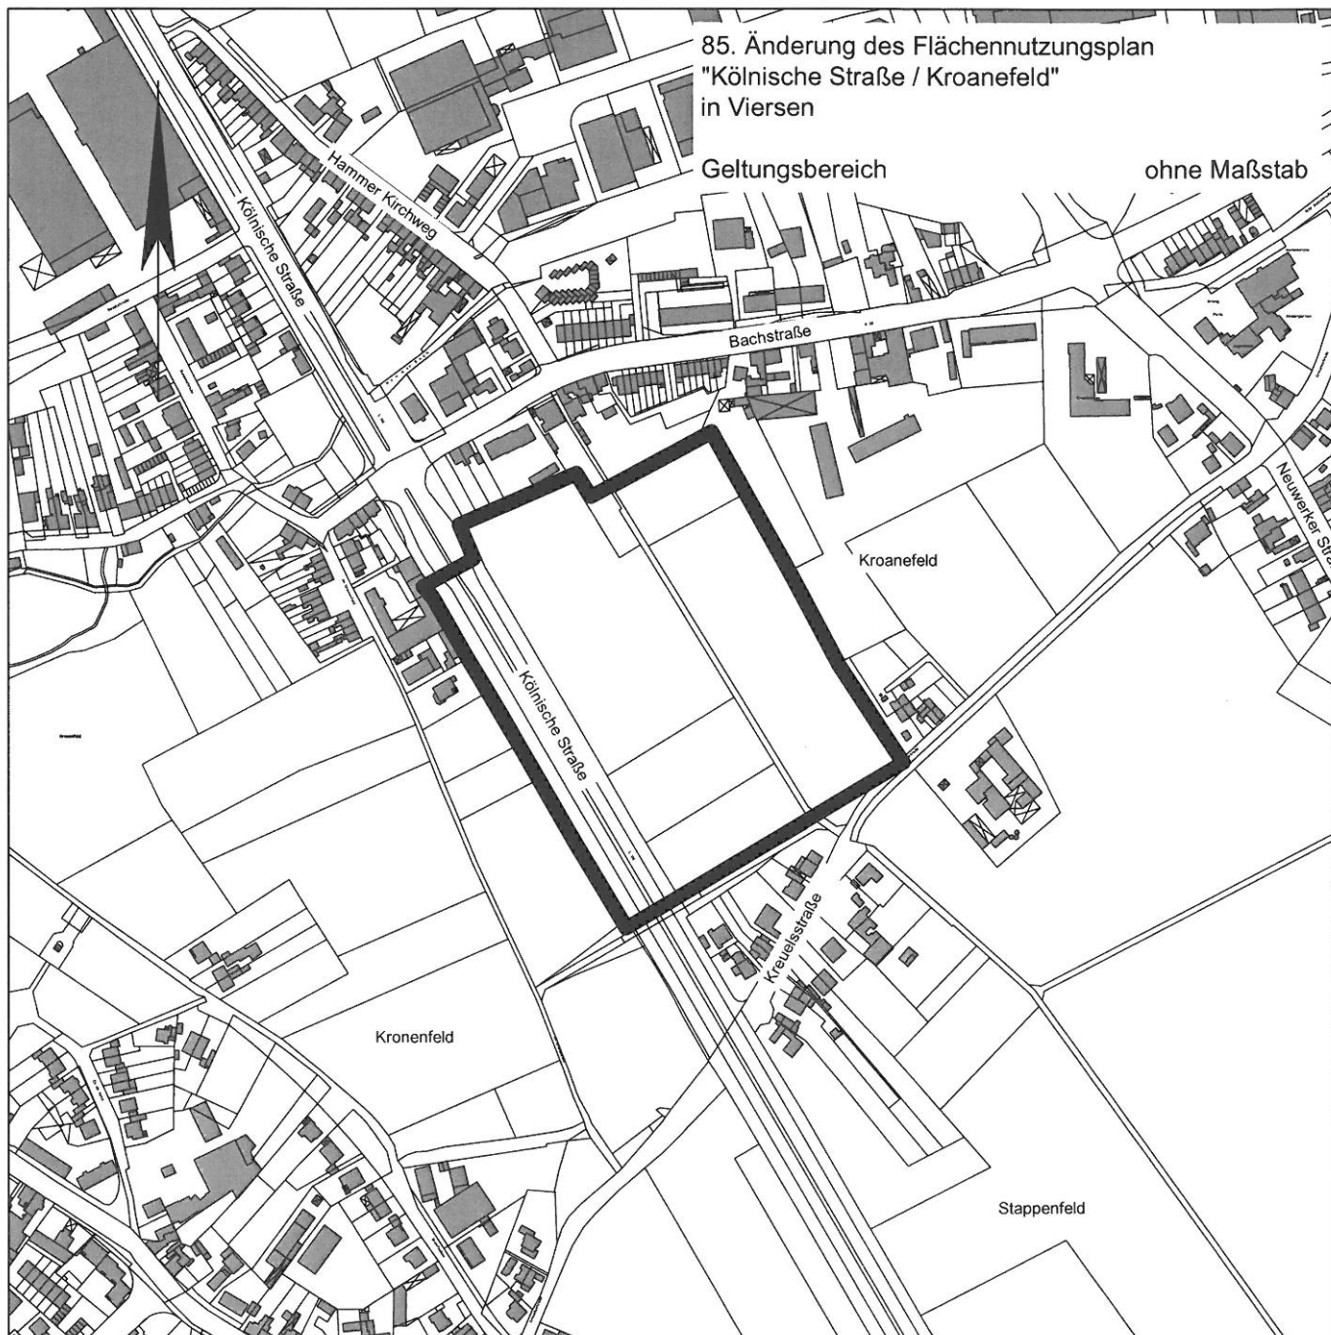 85. Änderung des Flächennutzungsplan
"Kölnische Straße / Kroanefeld"
in Viersen
Geltungsbereich
ohne Maßstab
Hammer Kirchweg
Kölnische Straße
Bachstraße
Neuwerker Stra
Kroanefeld
Kölnische Straße
Kreuelsstraße
Kronenfeld
Stappenfeld